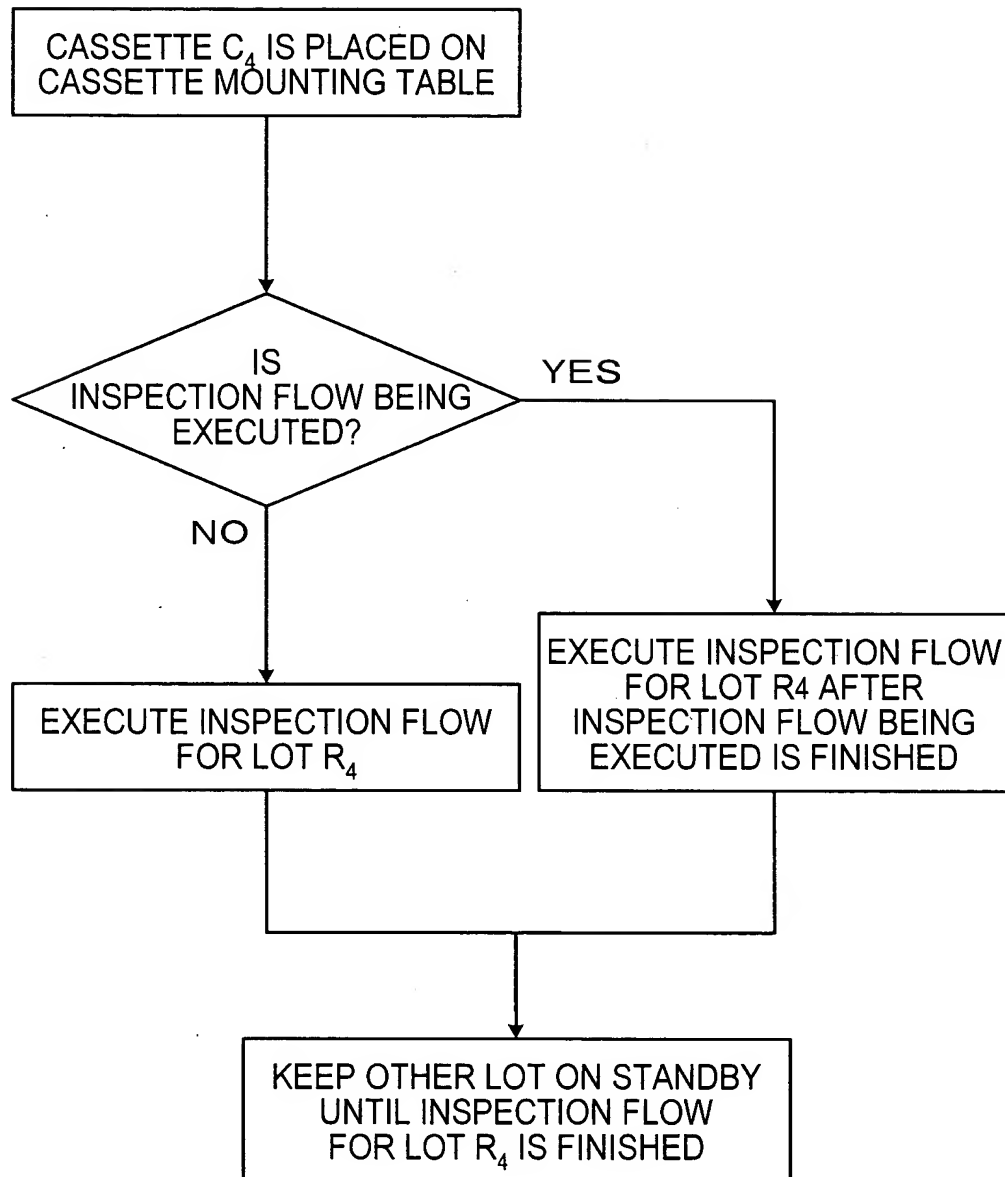 CASSETTE C₄ IS PLACED ON
CASSETTE MOUNTING TABLE
IS
INSPECTION FLOW BEING
EXECUTED?
YES
NO
EXECUTE INSPECTION FLOW
FOR LOT R₄
EXECUTE INSPECTION FLOW
FOR LOT R4 AFTER
INSPECTION FLOW BEING
EXECUTED IS FINISHED
KEEP OTHER LOT ON STANDBY
UNTIL INSPECTION FLOW
FOR LOT R₄ IS FINISHED